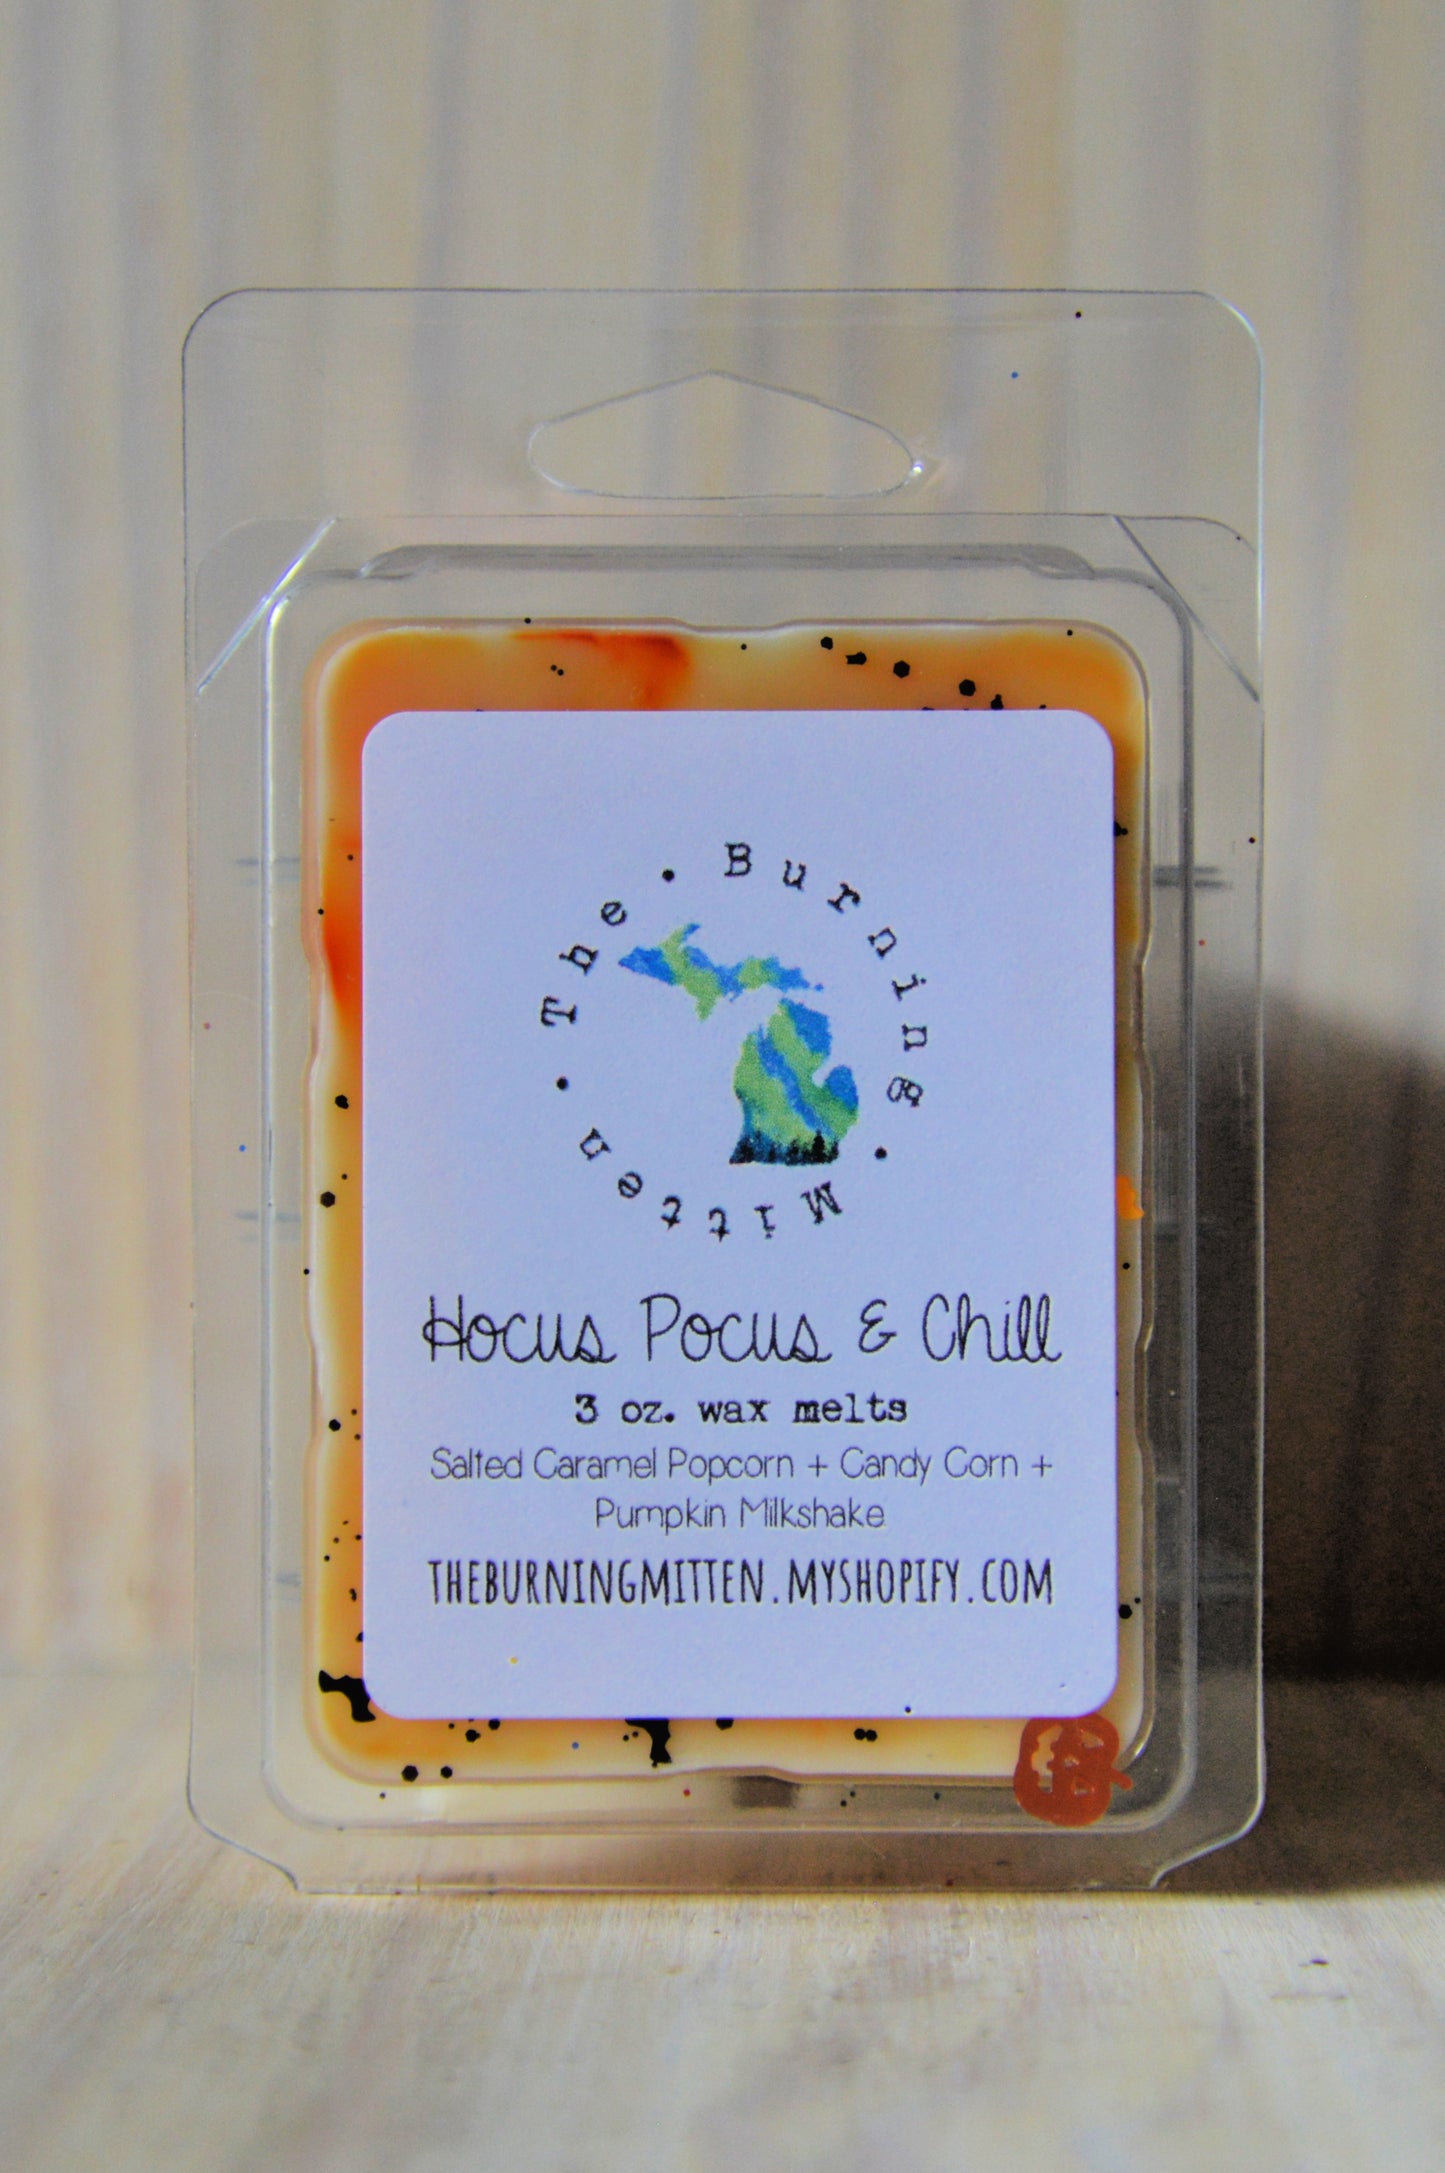 The • Burning • Mitten •
Hocus Pocus & Chill
3 oz. wax melts
Salted Caramel Popcorn + Candy Corn +
Pumpkin Milkshake
THEBURNINGMITTEN.MYSHOPIFY.COM